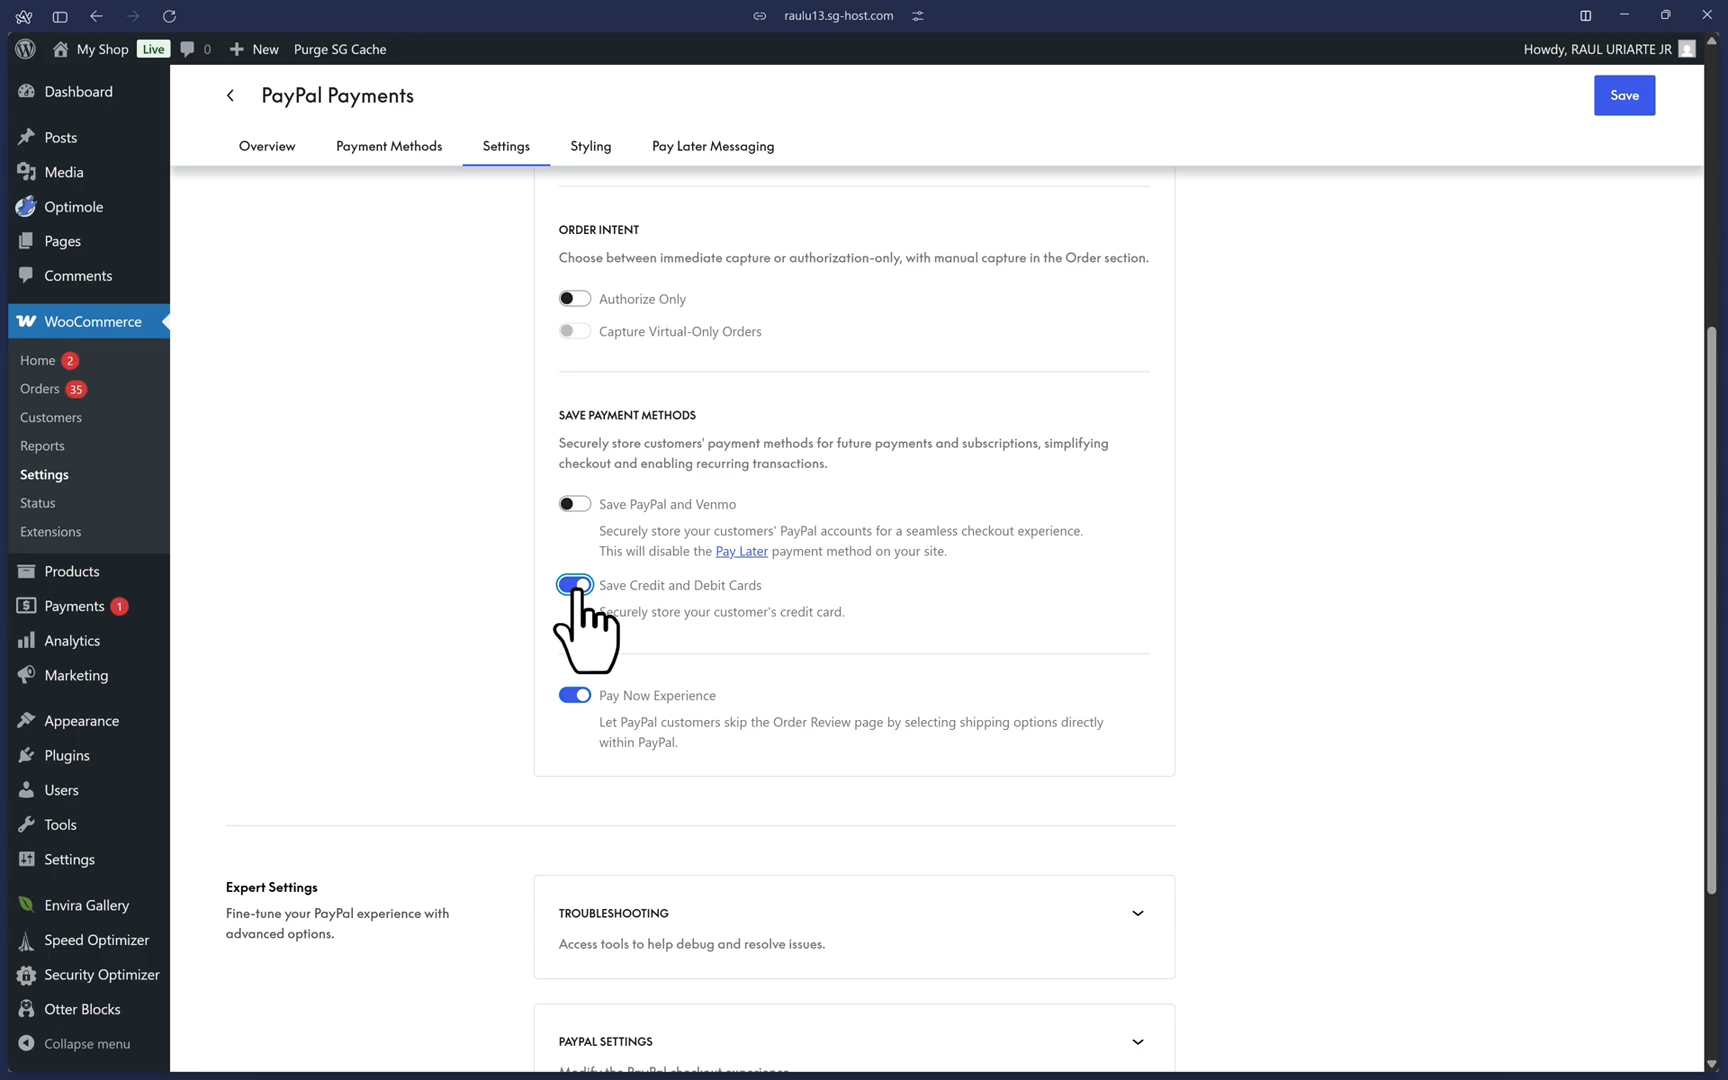 raulu13.sg-host.com
My Shop Live 0 New Purge SG Cache
Howdy, RAUL URIARTE JR
Dashboard
Posts
Media
Optimole
Pages
Comments
WooCommerce
Home 2
Orders 35
Customers
Reports
Settings
Status
Extensions
Products
Payments 1
Analytics
Marketing
Appearance
Plugins
Users
Tools
Settings
Envira Gallery
Speed Optimizer
Security Optimizer
Otter Blocks
Collapse menu
PayPal Payments
Save
Overview Payment Methods Settings Styling Pay Later Messaging
ORDER INTENT
Choose between immediate capture or authorization-only, with manual capture in the Order section.
Authorize Only
Capture Virtual-Only Orders
SAVE PAYMENT METHODS
Securely store customers' payment methods for future payments and subscriptions, simplifying
checkout and enabling recurring transactions.
Save PayPal and Venmo
Securely store your customers' PayPal accounts for a seamless checkout experience.
This will disable the Pay Later payment method on your site.
Save Credit and Debit Cards
Securely store your customer's credit card.
Pay Now Experience
Let PayPal customers skip the Order Review page by selecting shipping options directly
within PayPal.
Expert Settings
Fine-tune your PayPal experience with
advanced options.
TROUBLESHOOTING
Access tools to help debug and resolve issues.
PAYPAL SETTINGS
Modify the PayPal checkout experience